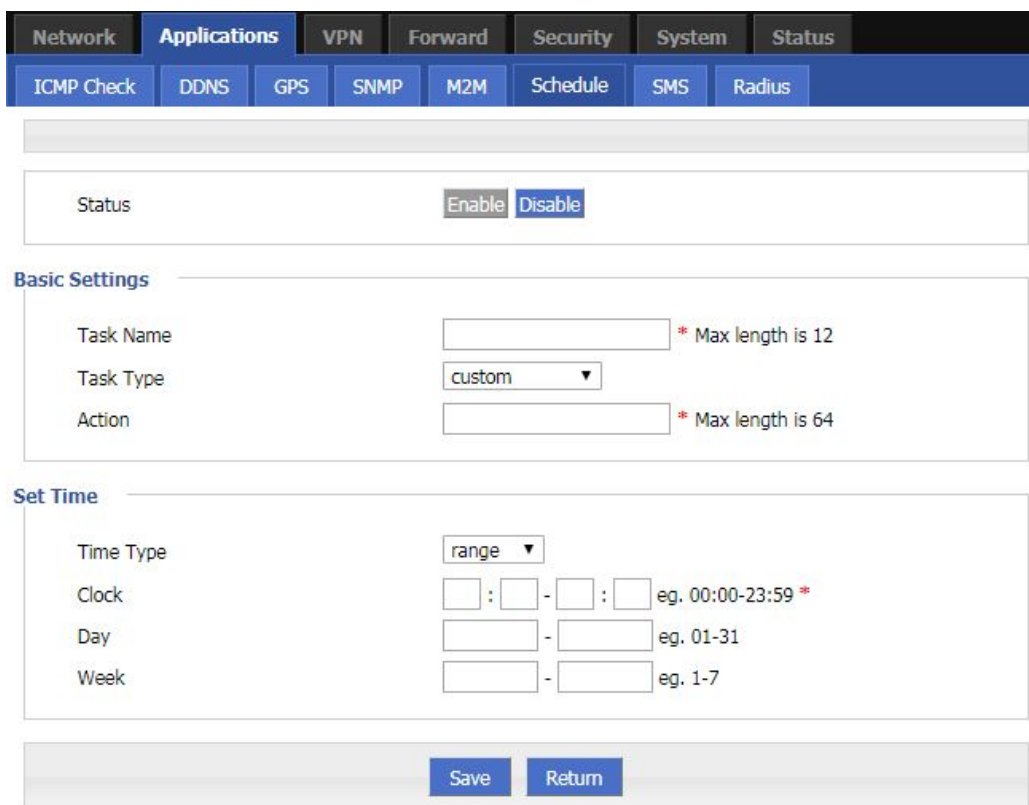 Network Applications VPN Forward Security System Status
ICMP Check DDNS GPS SNMP M2M Schedule SMS Radius
Status Enable Disable
Basic Settings
Task Name * Max length is 12
Task Type custom
Action * Max length is 64
Set Time
Time Type range
Clock : - : eg. 00:00-23:59 *
Day - eg. 01-31
Week - eg. 1-7
Save Return